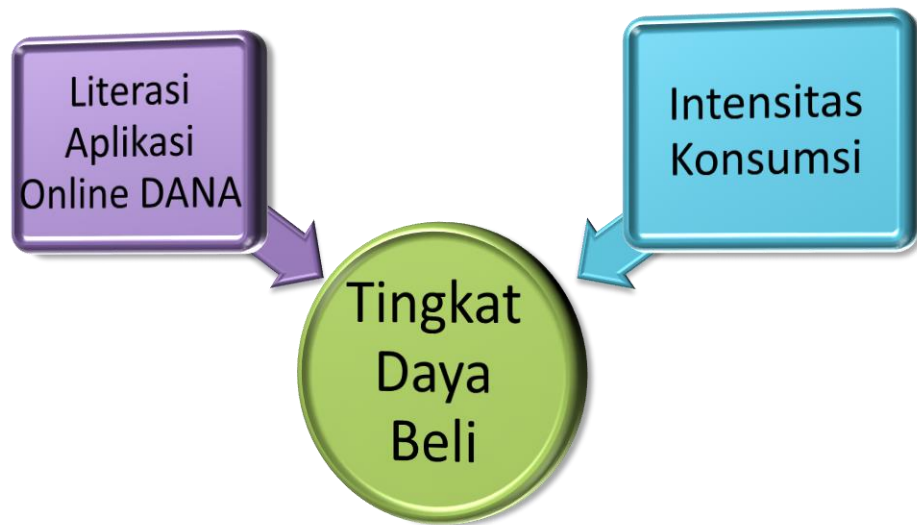 Literasi
Aplikasi
Online DANA
Intensitas
Konsumsi
Tingkat
Daya
Beli